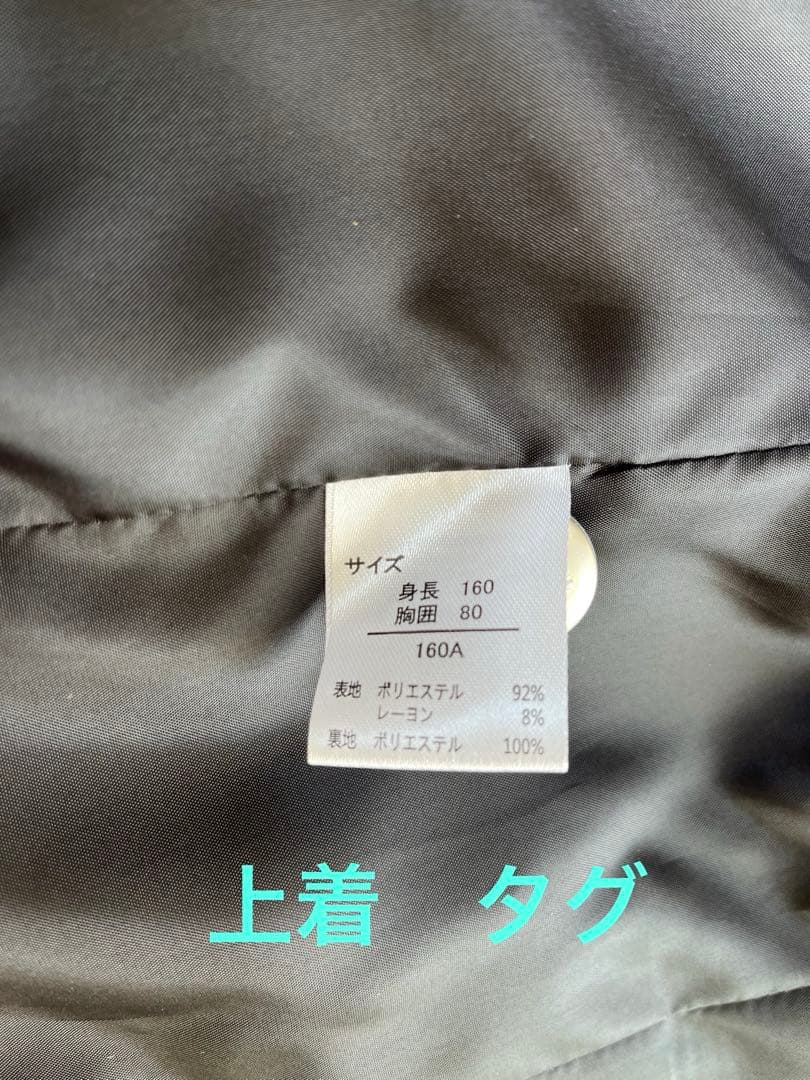 サイズ
身長 160
胸囲 80
160A
表地 ポリエステル 92%
レーヨン 8%
裏地 ポリエステル 100%
上着 タグ